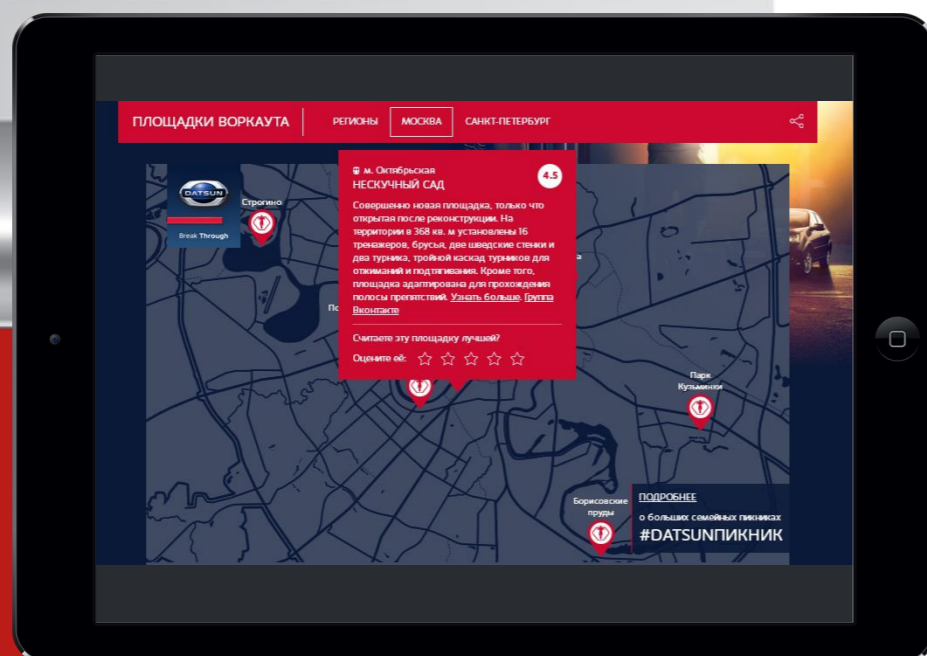 ПЛОЩАДКИ ВОРКАУТА
РЕГИОНЫ
МОСКВА
САНКТ-ПЕТЕРБУРГ
DATSUN
Break Through
Строгино
м. Октябрьская
НЕСКУЧНЫЙ САД
4.5
Совершенно новая площадка, только что
открытая после реконструкции. На
территории в 368 кв. м установлены 16
тренажеров, брусья, две шведские стенки и
два турника, тройной каскад турников для
отжиманий и подтягивания. Кроме того,
площадка адаптирована для прохождения
полосы препятствий. Узнать больше. Группа
Вконтакте
Считаете эту площадку лучшей?
Оцените её:
Парк
Кузьминки
Борисовские
пруды
ПОДРОБНЕЕ
о больших семейных пикниках
#DATSUNПИКНИК